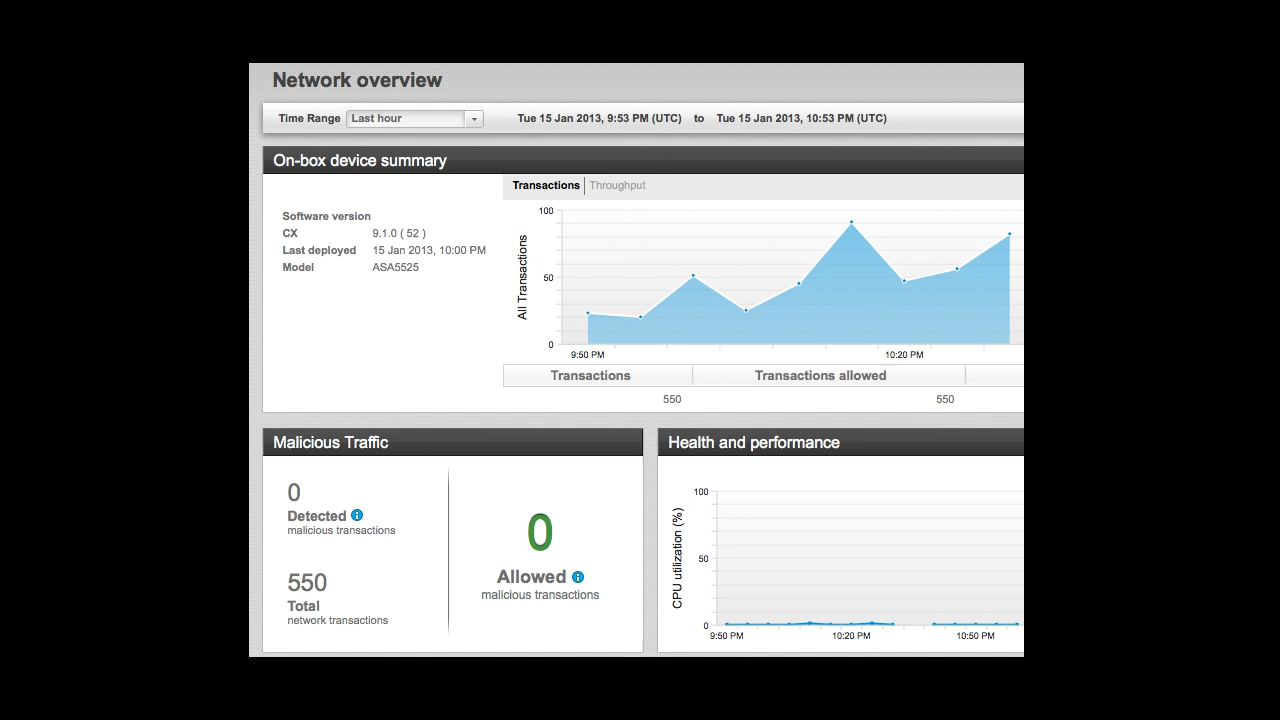 Network overview
Time Range Last hour Tue 15 Jan 2013, 9:53 PM (UTC) to Tue 15 Jan 2013, 10:53 PM (UTC)
On-box device summary
Transactions Throughput
Software version
CX 9.1.0 ( 52 )
Last deployed 15 Jan 2013, 10:00 PM
Model ASA5525
All Transactions
100
50
0
9:50 PM 10:20 PM
Transactions Transactions allowed
550 550
Malicious Traffic
0
Detected
malicious transactions
550
Total
network transactions
0
Allowed
malicious transactions
Health and performance
CPU utilization (%)
100
50
0
9:50 PM 10:20 PM 10:50 PM